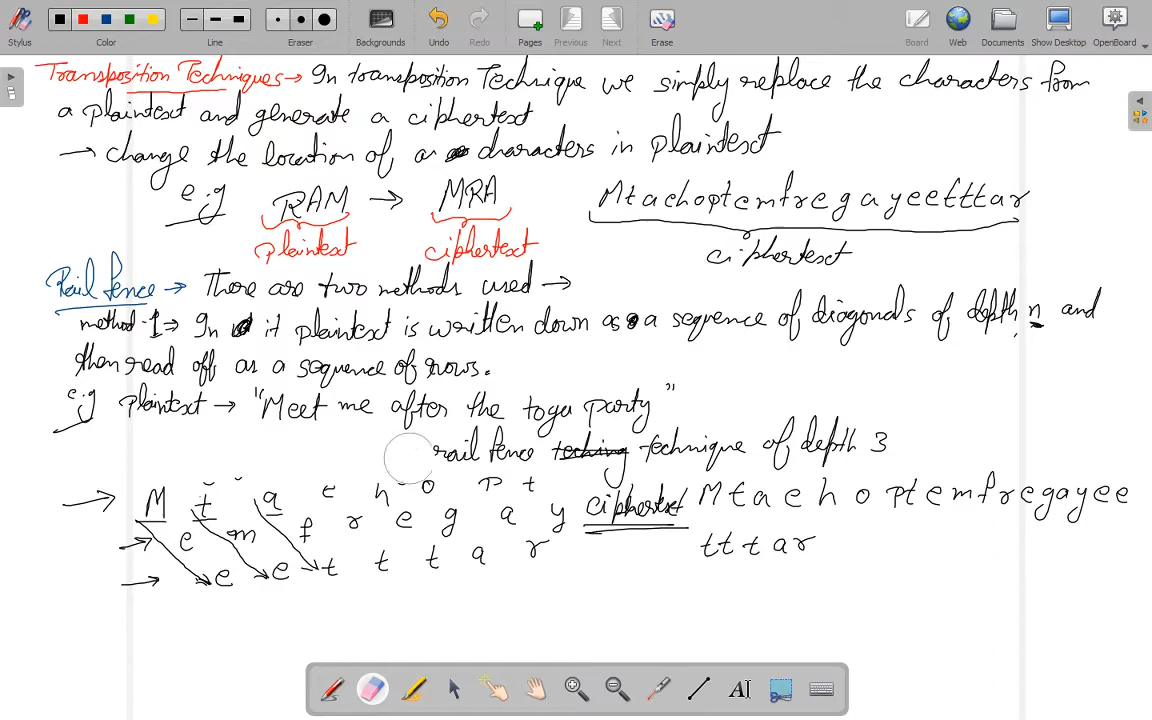 Stylus Color Line Eraser Backgrounds Undo Redo Pages Previous Next Erase Board Web Documents Show Desktop OpenBoard
Transposition Techniques → In transposition Technique we simply replace the characters from
a plaintext and generate a ciphertext
→ change the location of a characters in plaintext
e.g RAM → MRA Mtachoptemfregayeetttar
plaintext ciphertext ciphertext
Rail fence → There are two methods used →
method-1 → In it plaintext is written down as a sequence of diagonals of depth n and
then read off as a sequence of rows.
e.g plaintext → "Meet me after the toga party"
rail fence teching technique of depth 3
→ M t a e h o p t ciphertext M t a e h o p t e m f r e g a y e e
→ e m f r e g a y t t t a r
→ e e t t t a r